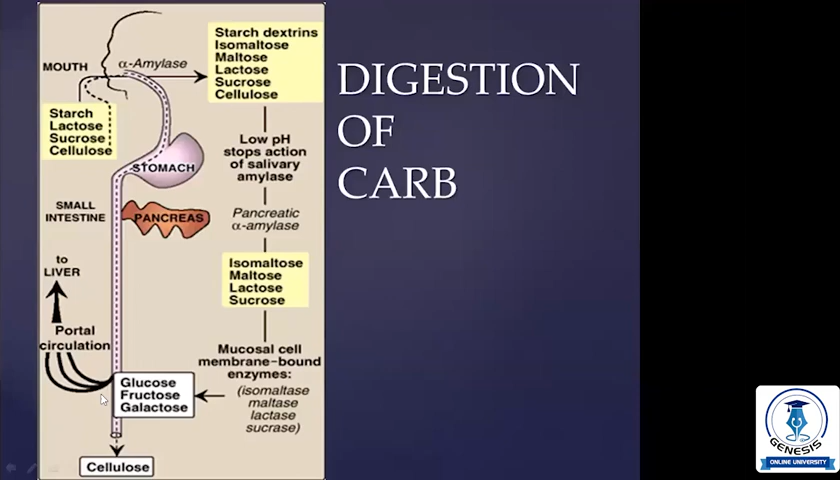 DIGESTION
OF
CARB
MOUTH
α-Amylase
Starch dextrins
Isomaltose
Maltose
Lactose
Sucrose
Cellulose
Starch
Lactose
Sucrose
Cellulose
Low pH
stops action
of salivary
amylase
STOMACH
SMALL
INTESTINE
PANCREAS
Pancreatic
α-amylase
Isomaltose
Maltose
Lactose
Sucrose
to
LIVER
Portal
circulation
Mucosal cell
membrane-bound
enzymes:
(isomaltase
maltase
lactase
sucrase)
Glucose
Fructose
Galactose
Cellulose
GENESIS
ONLINE UNIVERSITY